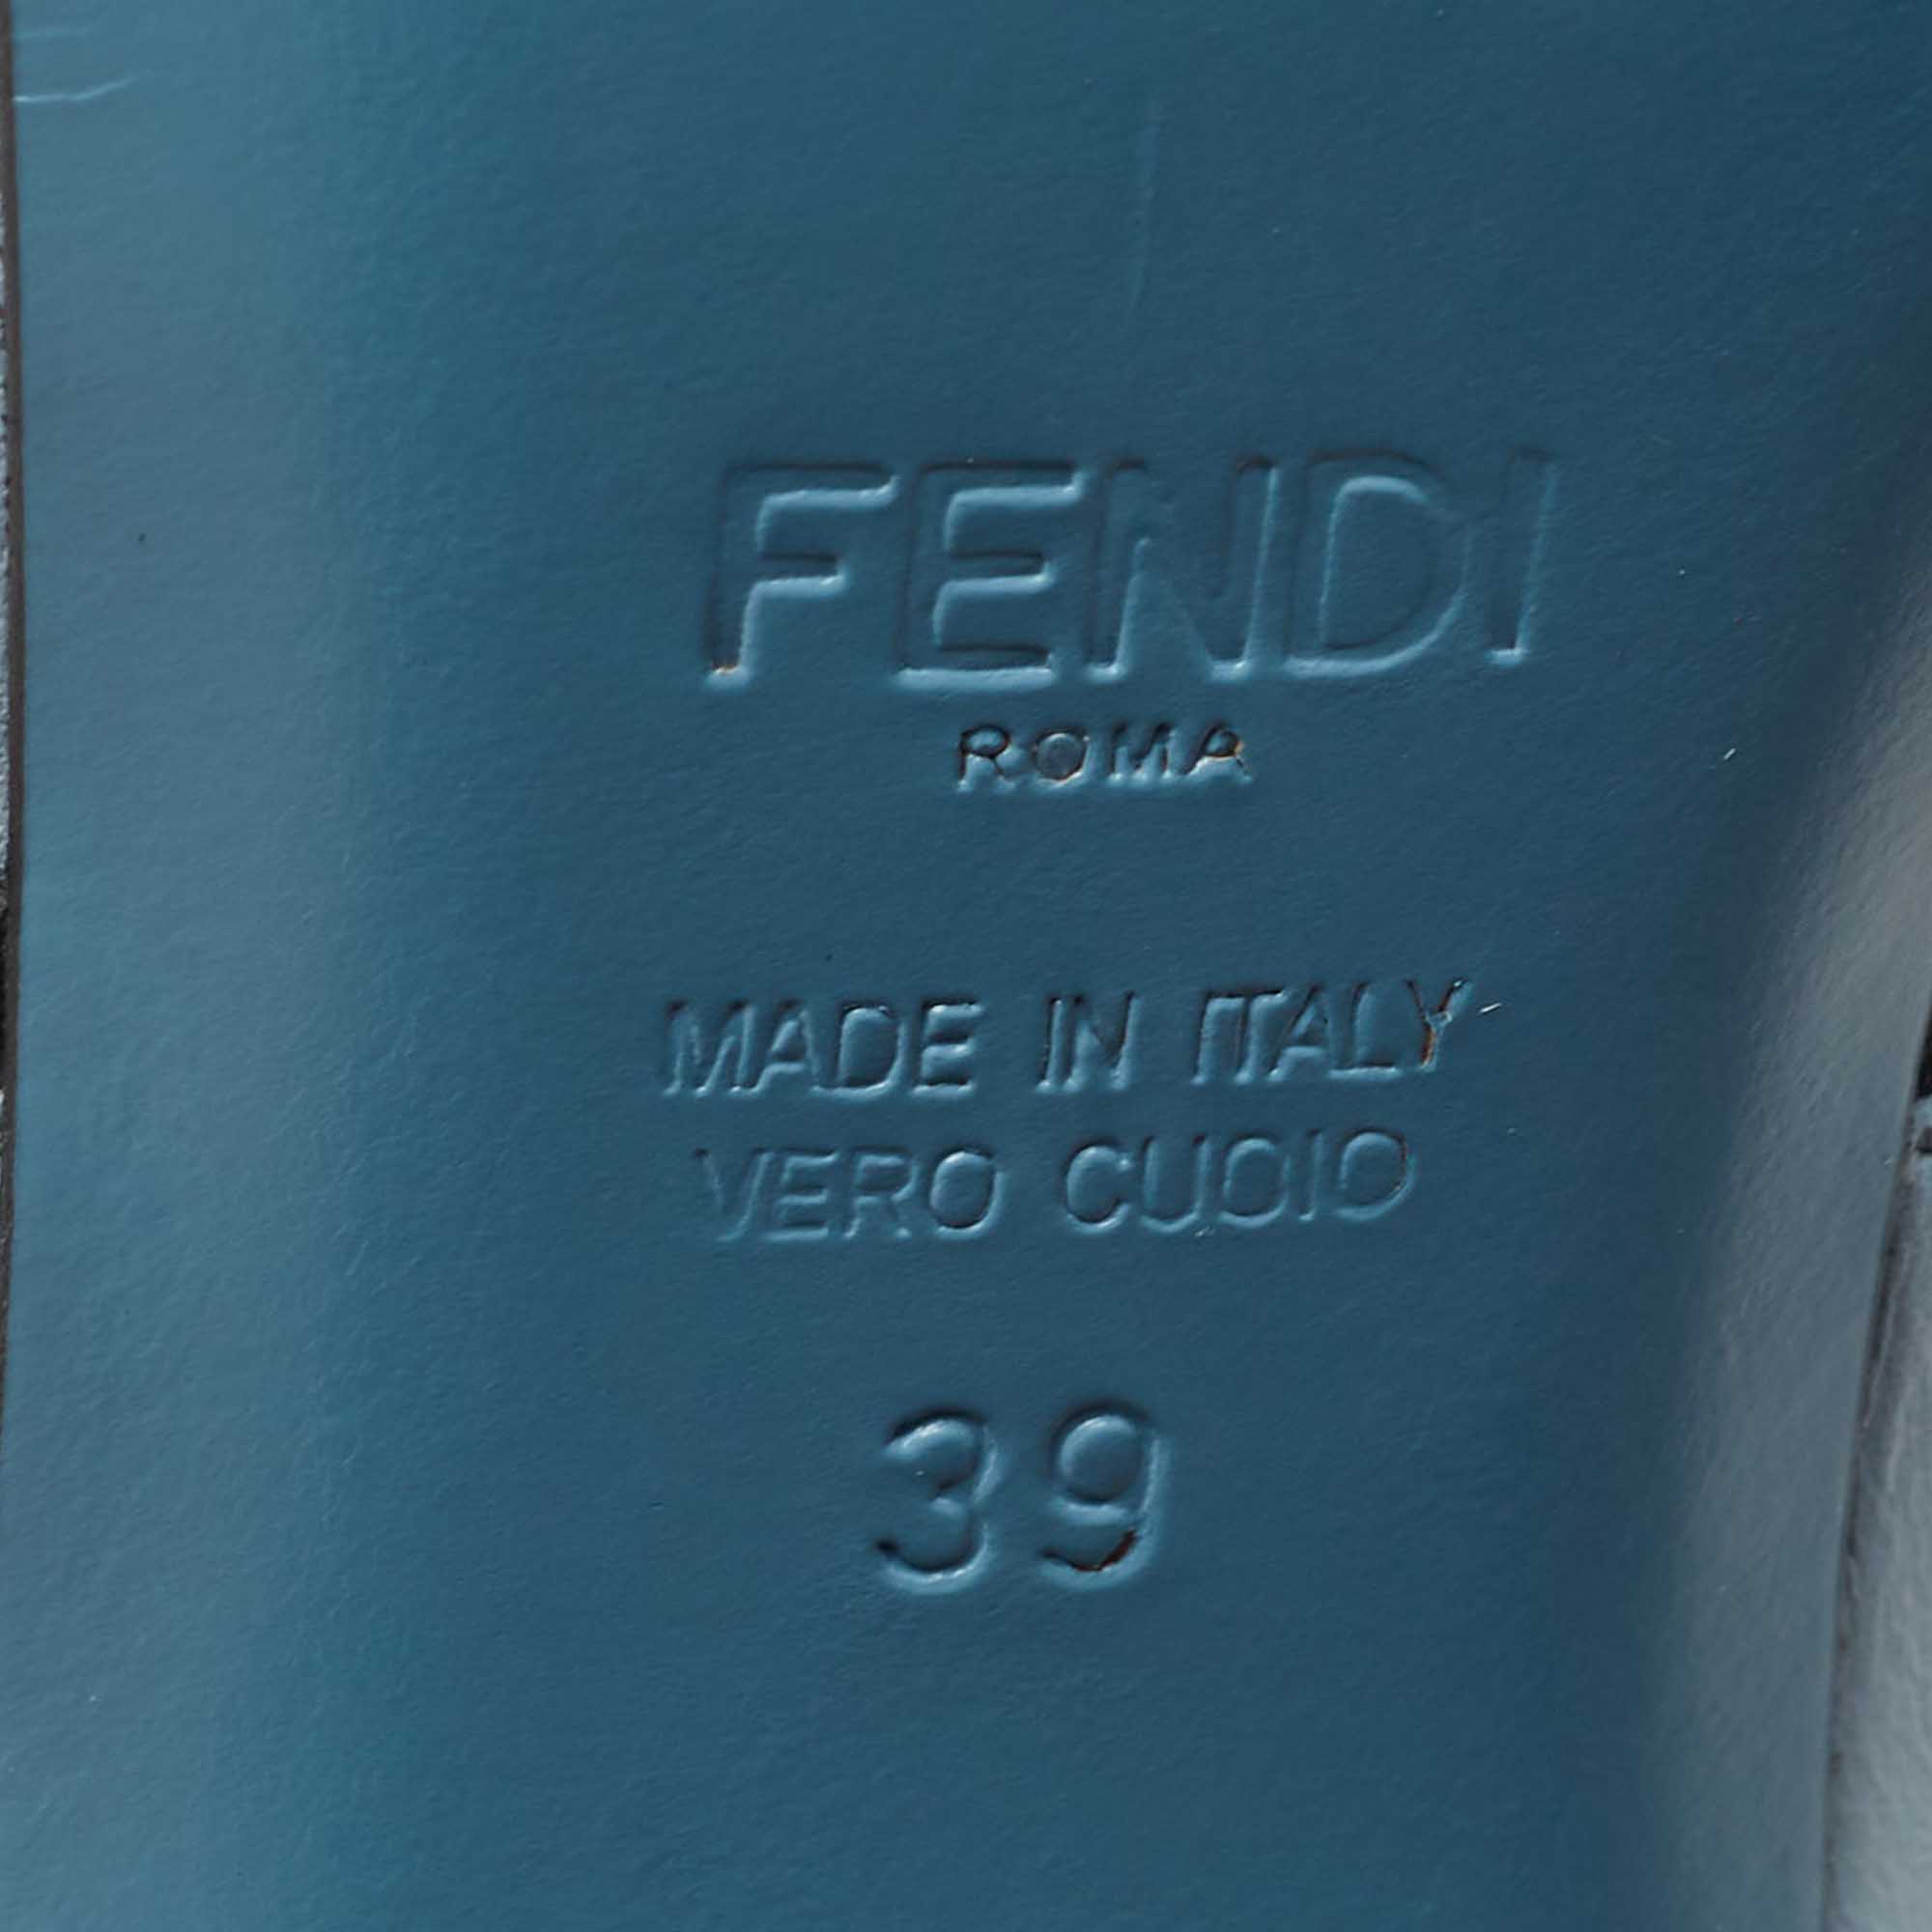 FENDI
ROMA
MADE IN ITALY
VERO CUOIO
39